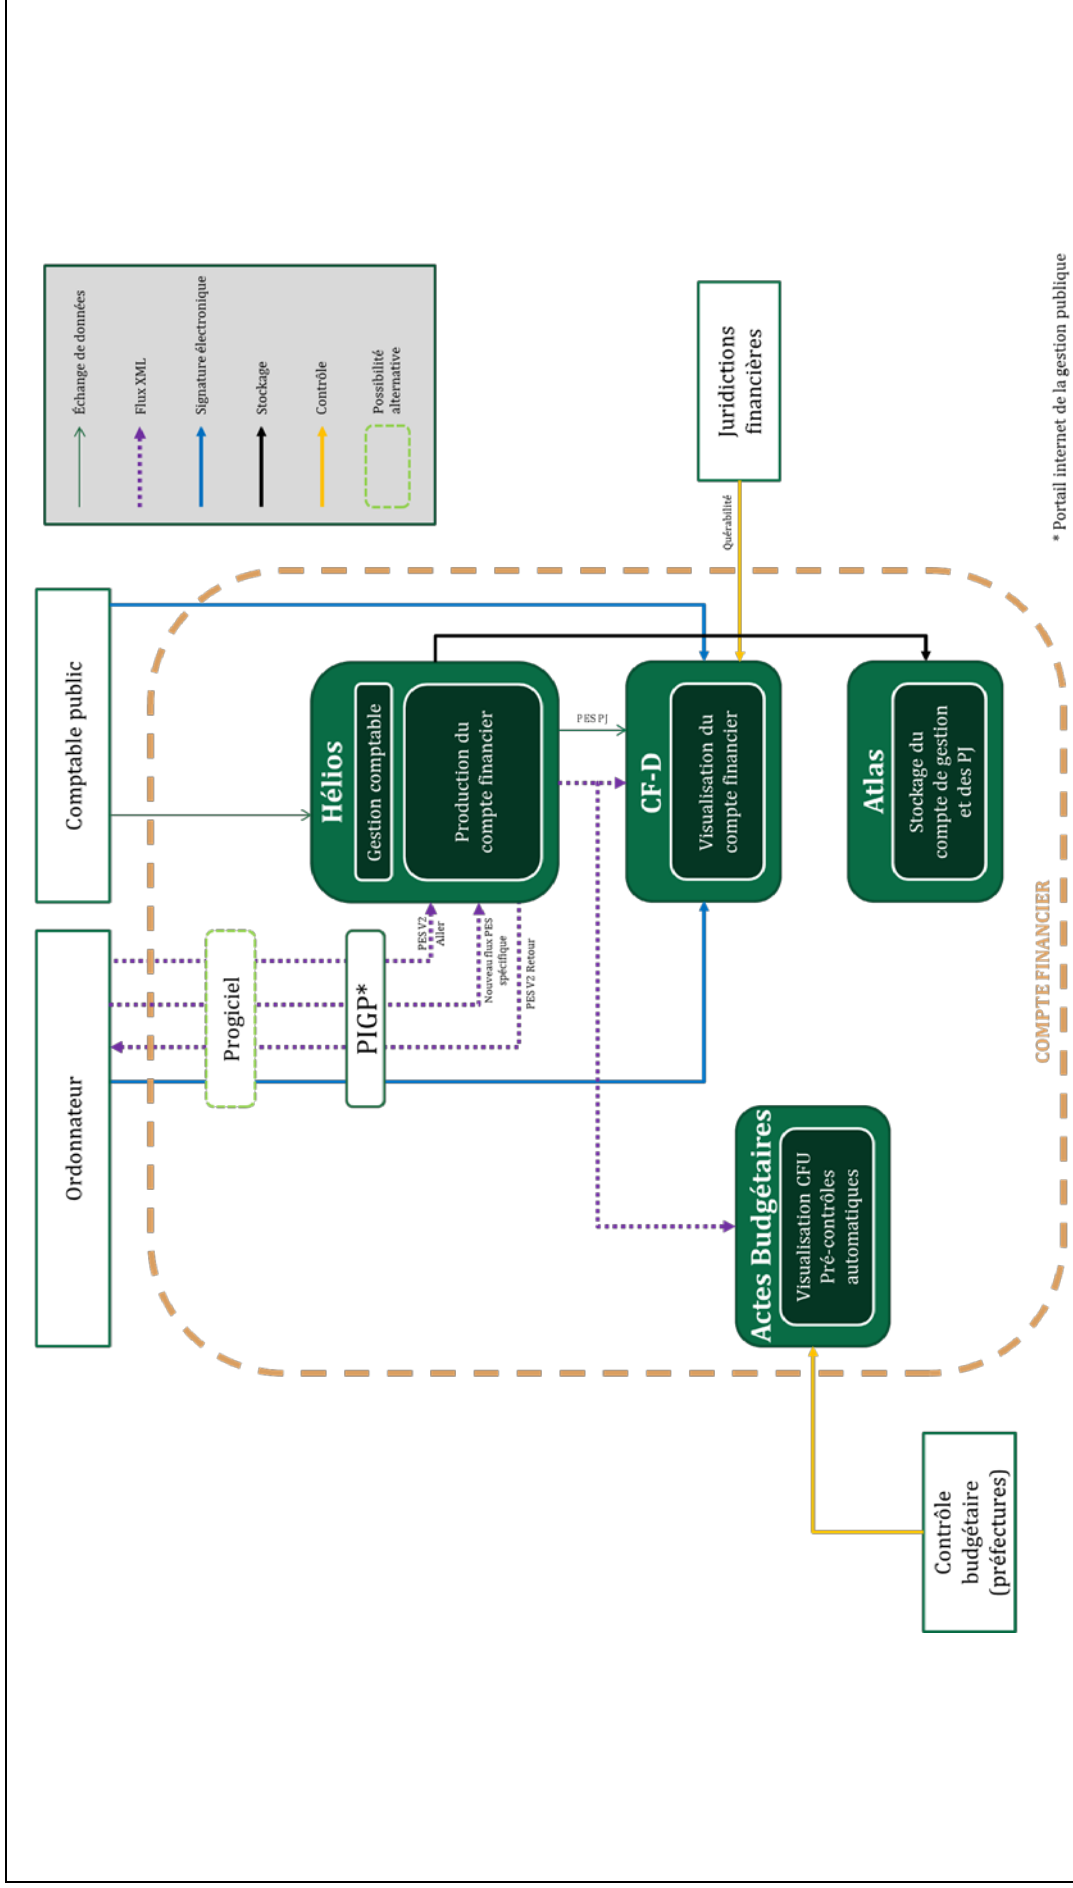 Ordonnateur
Comptable public
Échange de données
Flux XML
Signature électronique
Stockage
Contrôle
Possibilité
alternative
Progiciel
PIGP*
PES V2
Aller
Nouveau flux PES
spécifique
PES V2 Retour
Hélios
Gestion comptable
Production du
compte financier
PES PJ
CF-D
Visualisation du
compte financier
Quérabilité
Juridictions
financières
Actes Budgétaires
Visualisation CFU
Pré-contrôles
automatiques
Atlas
Stockage du
compte de gestion
et des PJ
Contrôle
budgétaire
(préfectures)
COMPTE FINANCIER
* Portail internet de la gestion publique